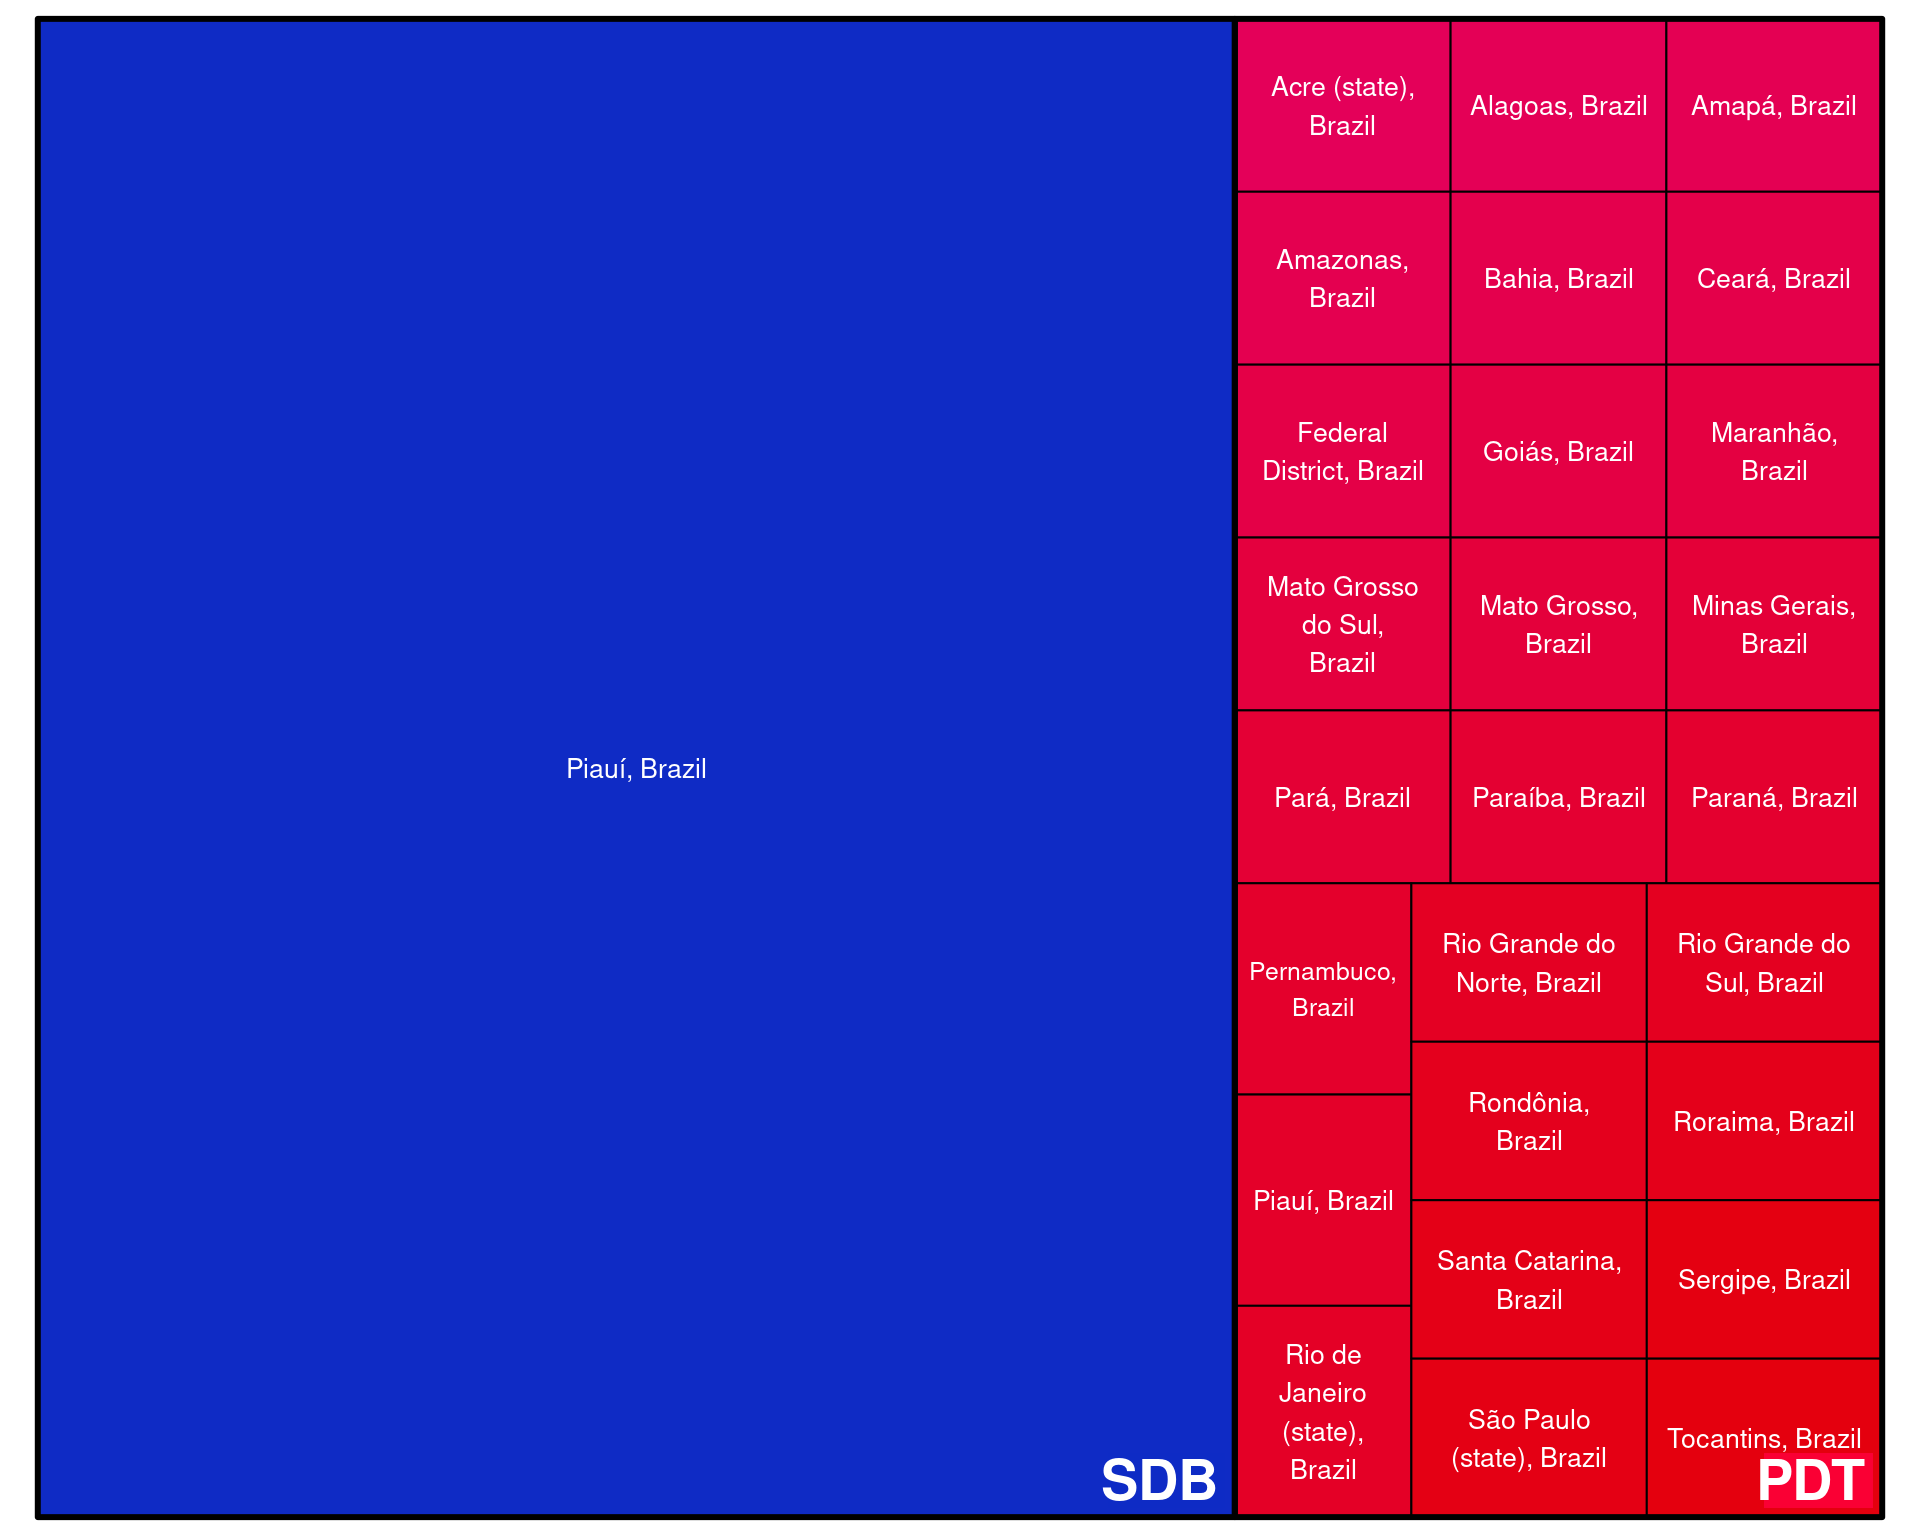 Piauí, Brazil
SDB
Acre (state),
Brazil
Alagoas, Brazil
Amapá, Brazil
Amazonas,
Brazil
Bahia, Brazil
Ceará, Brazil
Federal
District, Brazil
Goiás, Brazil
Maranhão,
Brazil
Mato Grosso
do Sul,
Brazil
Mato Grosso,
Brazil
Minas Gerais,
Brazil
Pará, Brazil
Paraíba, Brazil
Paraná, Brazil
Pernambuco,
Brazil
Piauí, Brazil
Rio de
Janeiro
(state),
Brazil
Rio Grande do
Norte, Brazil
Rio Grande do
Sul, Brazil
Rondônia,
Brazil
Roraima, Brazil
Santa Catarina,
Brazil
Sergipe, Brazil
São Paulo
(state), Brazil
Tocantins, Brazil
PDT